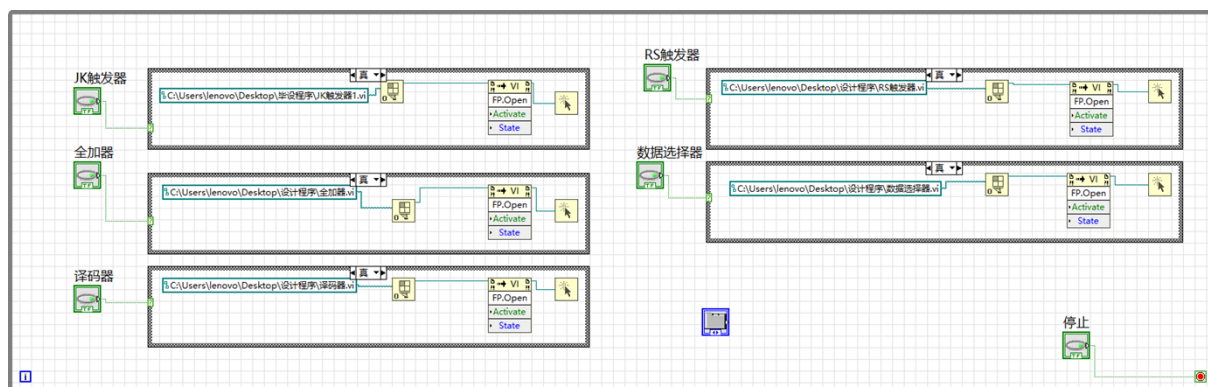 JK触发器
真
C:\Users\lenovo\Desktop\毕设程序\JK触发器1.vi
VI
FP.Open
Activate
State
RS触发器
真
C:\Users\lenovo\Desktop\设计程序\RS触发器.vi
VI
FP.Open
Activate
State
全加器
真
C:\Users\lenovo\Desktop\设计程序\全加器.vi
VI
FP.Open
Activate
State
数据选择器
真
C:\Users\lenovo\Desktop\设计程序\数据选择器.vi
VI
FP.Open
Activate
State
译码器
真
C:\Users\lenovo\Desktop\设计程序\译码器.vi
VI
FP.Open
Activate
State
停止
i